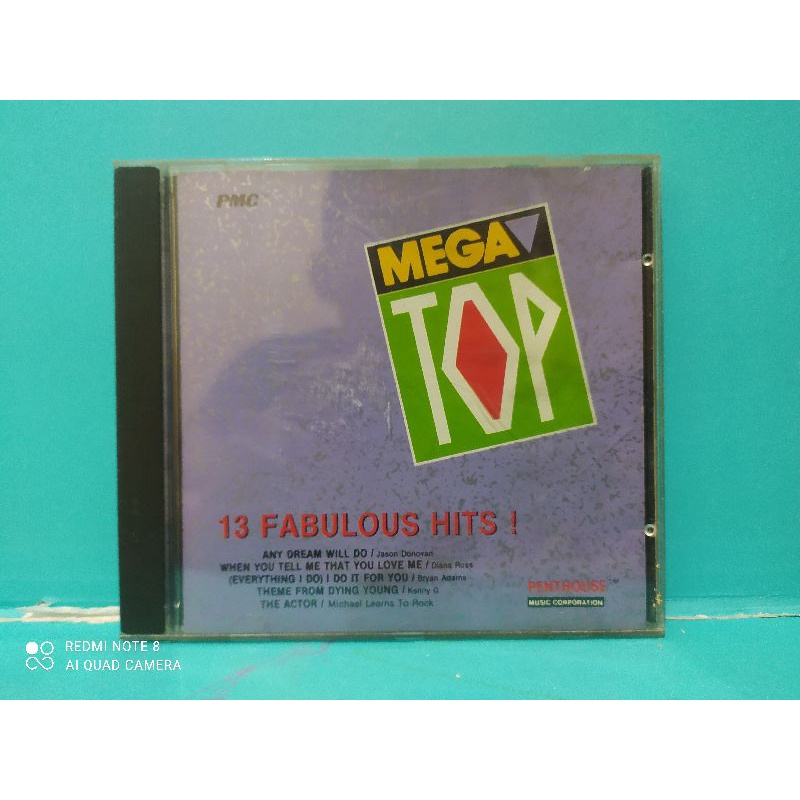 PMC
MEGA
TOP
13 FABULOUS HITS !
ANY DREAM WILL DO / Jason Donovan
WHEN YOU TELL ME THAT YOU LOVE ME / Diana Ross
(EVERYTHING I DO) I DO IT FOR YOU / Bryan Adams
THEME FROM DYING YOUNG / Kenny G
THE ACTOR / Michael Learns To Rock
PENTHOUSE
MUSIC CORPORATION
REDMI NOTE 8
AI QUAD CAMERA